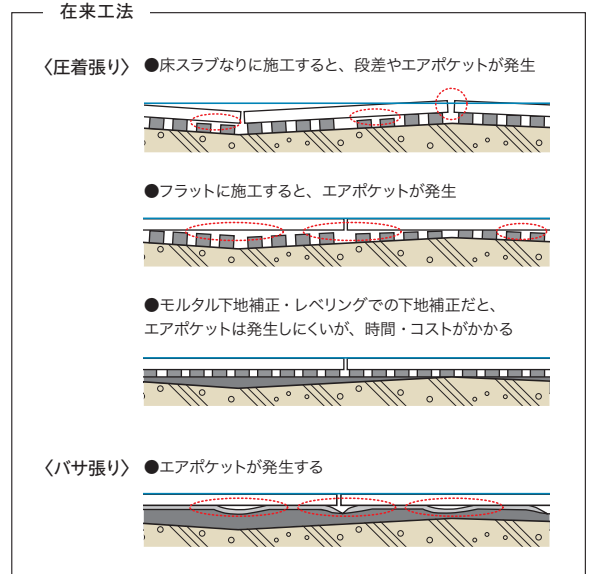 在来工法
〈圧着張り〉 ●床スラブなりに施工すると、段差やエアポケットが発生
●フラットに施工すると、エアポケットが発生
●モルタル下地補正・レベリングでの下地補正だと、
エアポケットは発生しにくいが、時間・コストがかかる
〈バサ張り〉 ●エアポケットが発生する